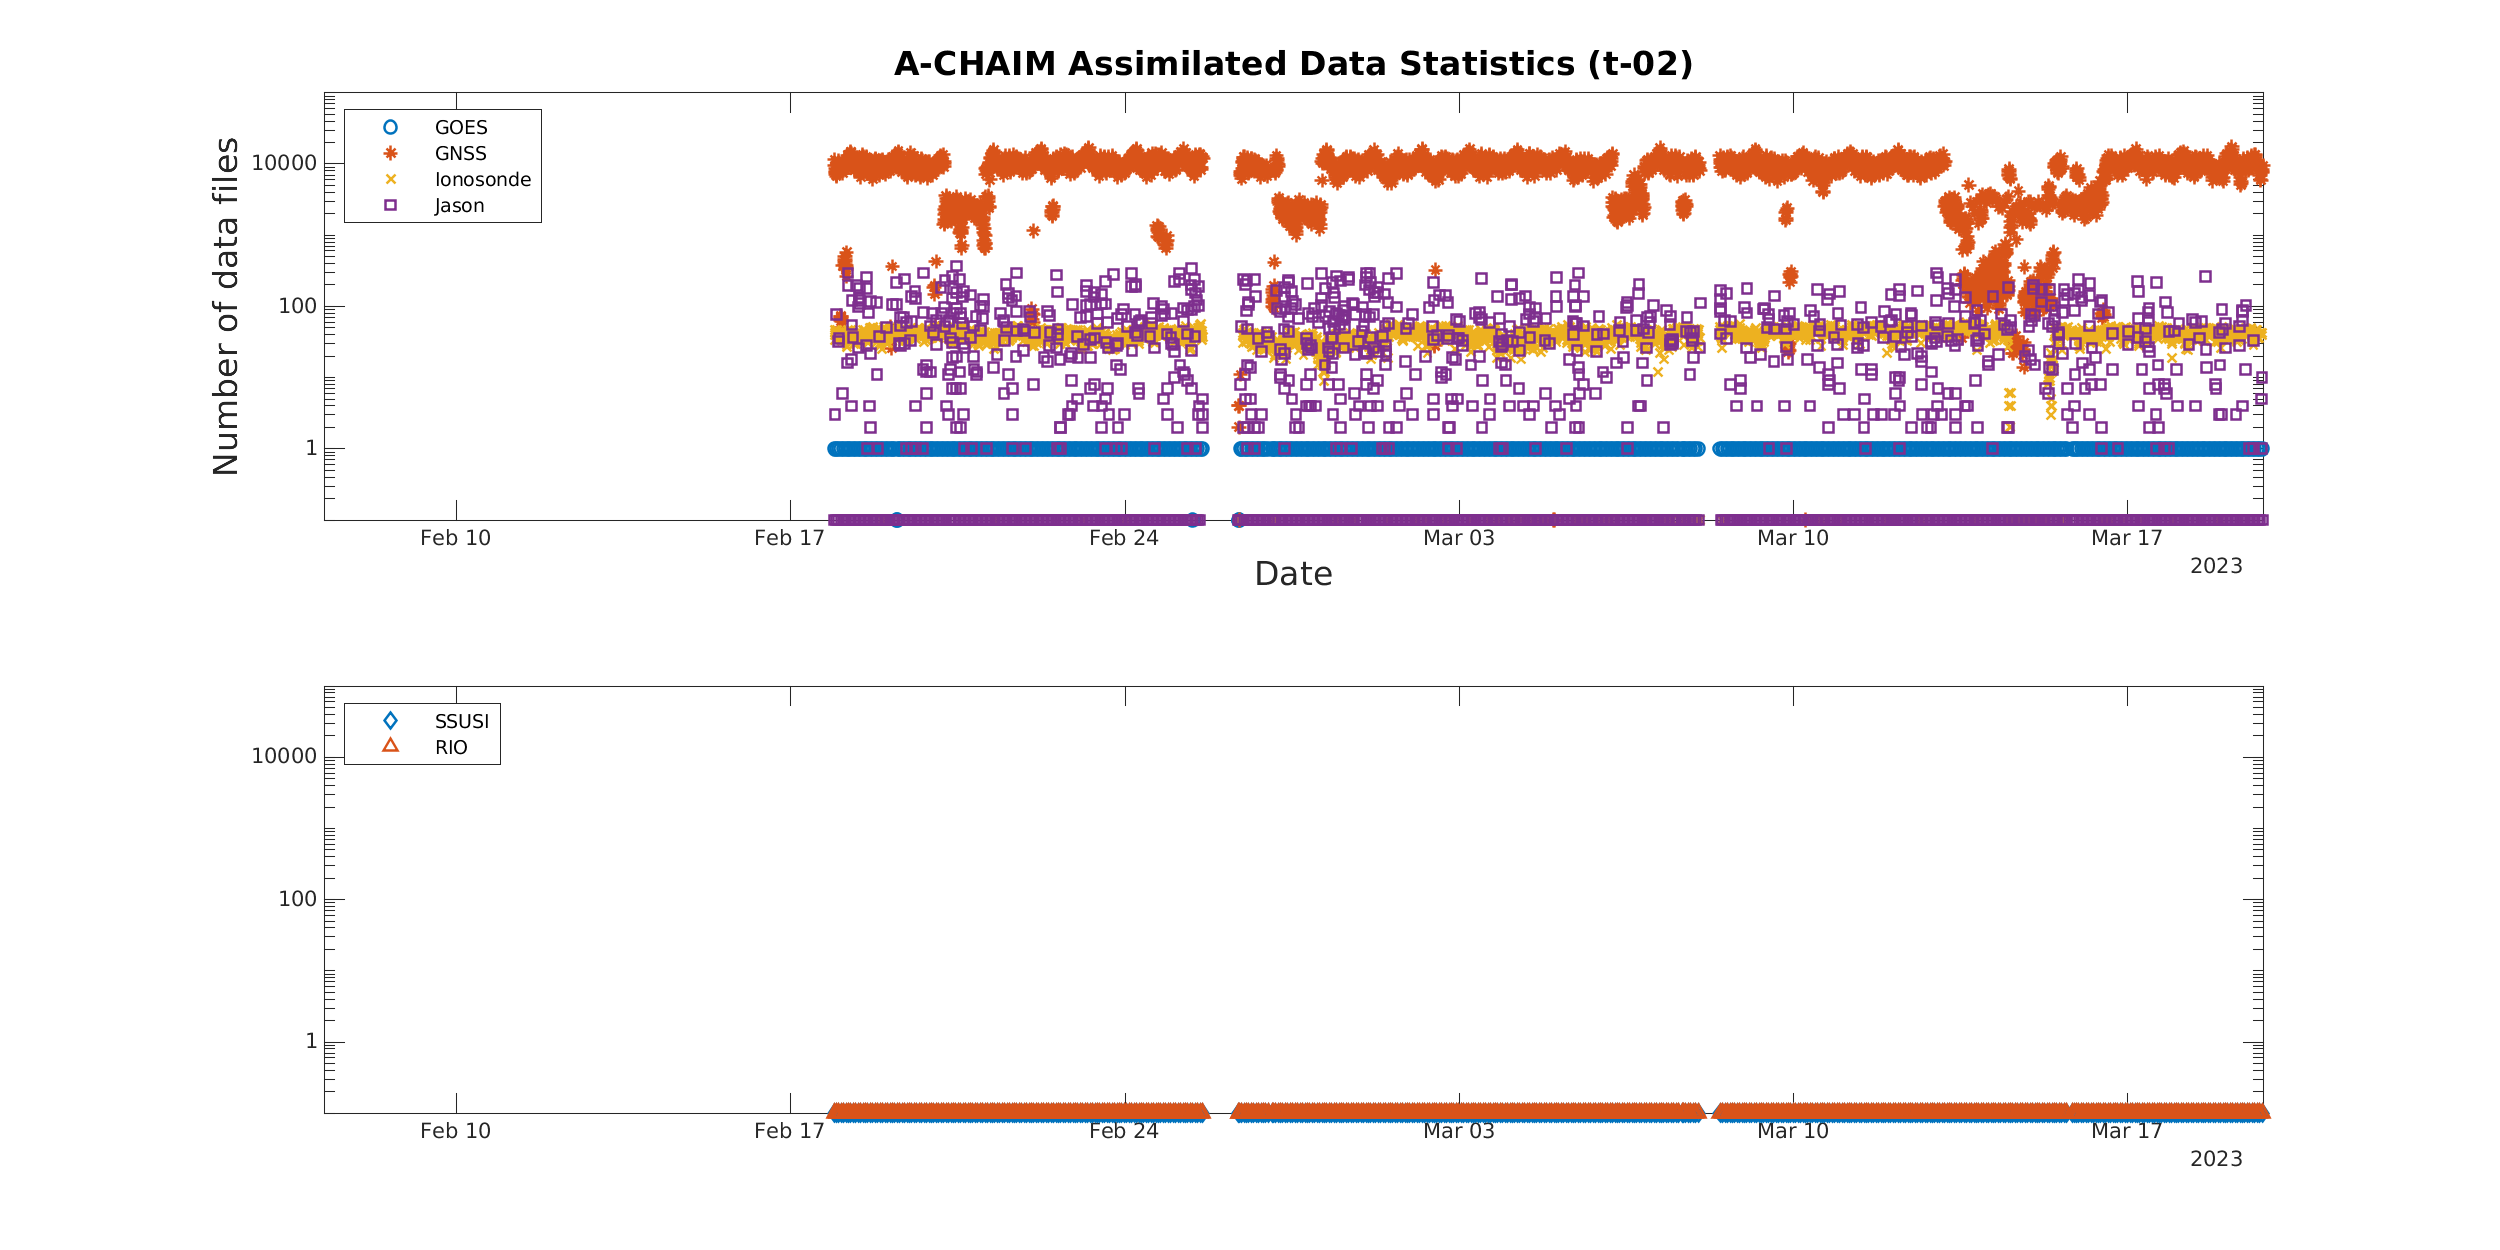 A-CHAIM Assimilated Data Statistics (t-02)
Number of data files
10000
100
1
GOES
GNSS
Ionosonde
Jason
Feb 10 Feb 17 Feb 24 Mar 03 Mar 10 Mar 17
2023
Date
10000
100
1
SSUSI
RIO
Feb 10 Feb 17 Feb 24 Mar 03 Mar 10 Mar 17
2023